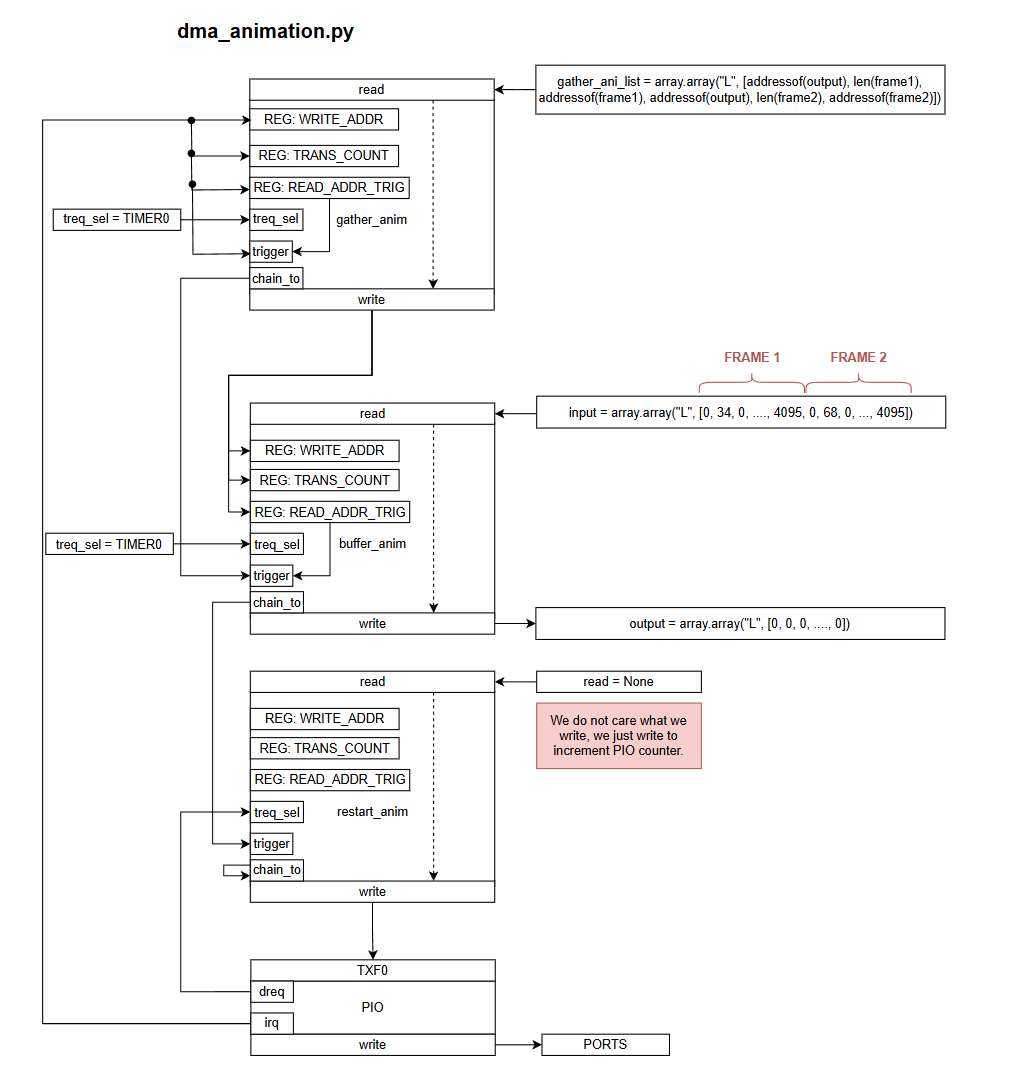 dma_animation.py
read
gather_ani_list = array.array("L", [addressof(output), len(frame1),
addressof(frame1), addressof(output), len(frame2), addressof(frame2)])
REG: WRITE_ADDR
REG: TRANS_COUNT
REG: READ_ADDR_TRIG
treq_sel = TIMER0
treq_sel
gather_anim
trigger
chain_to
write
FRAME 1
FRAME 2
read
input = array.array("L", [0, 34, 0, ...., 4095, 0, 68, 0, ..., 4095])
REG: WRITE_ADDR
REG: TRANS_COUNT
REG: READ_ADDR_TRIG
treq_sel = TIMER0
treq_sel
buffer_anim
trigger
chain_to
write
output = array.array("L", [0, 0, 0, ...., 0])
read
read = None
REG: WRITE_ADDR
We do not care what we
write, we just write to
increment PIO counter.
REG: TRANS_COUNT
REG: READ_ADDR_TRIG
treq_sel
restart_anim
trigger
chain_to
write
TXF0
dreq
PIO
irq
write
PORTS